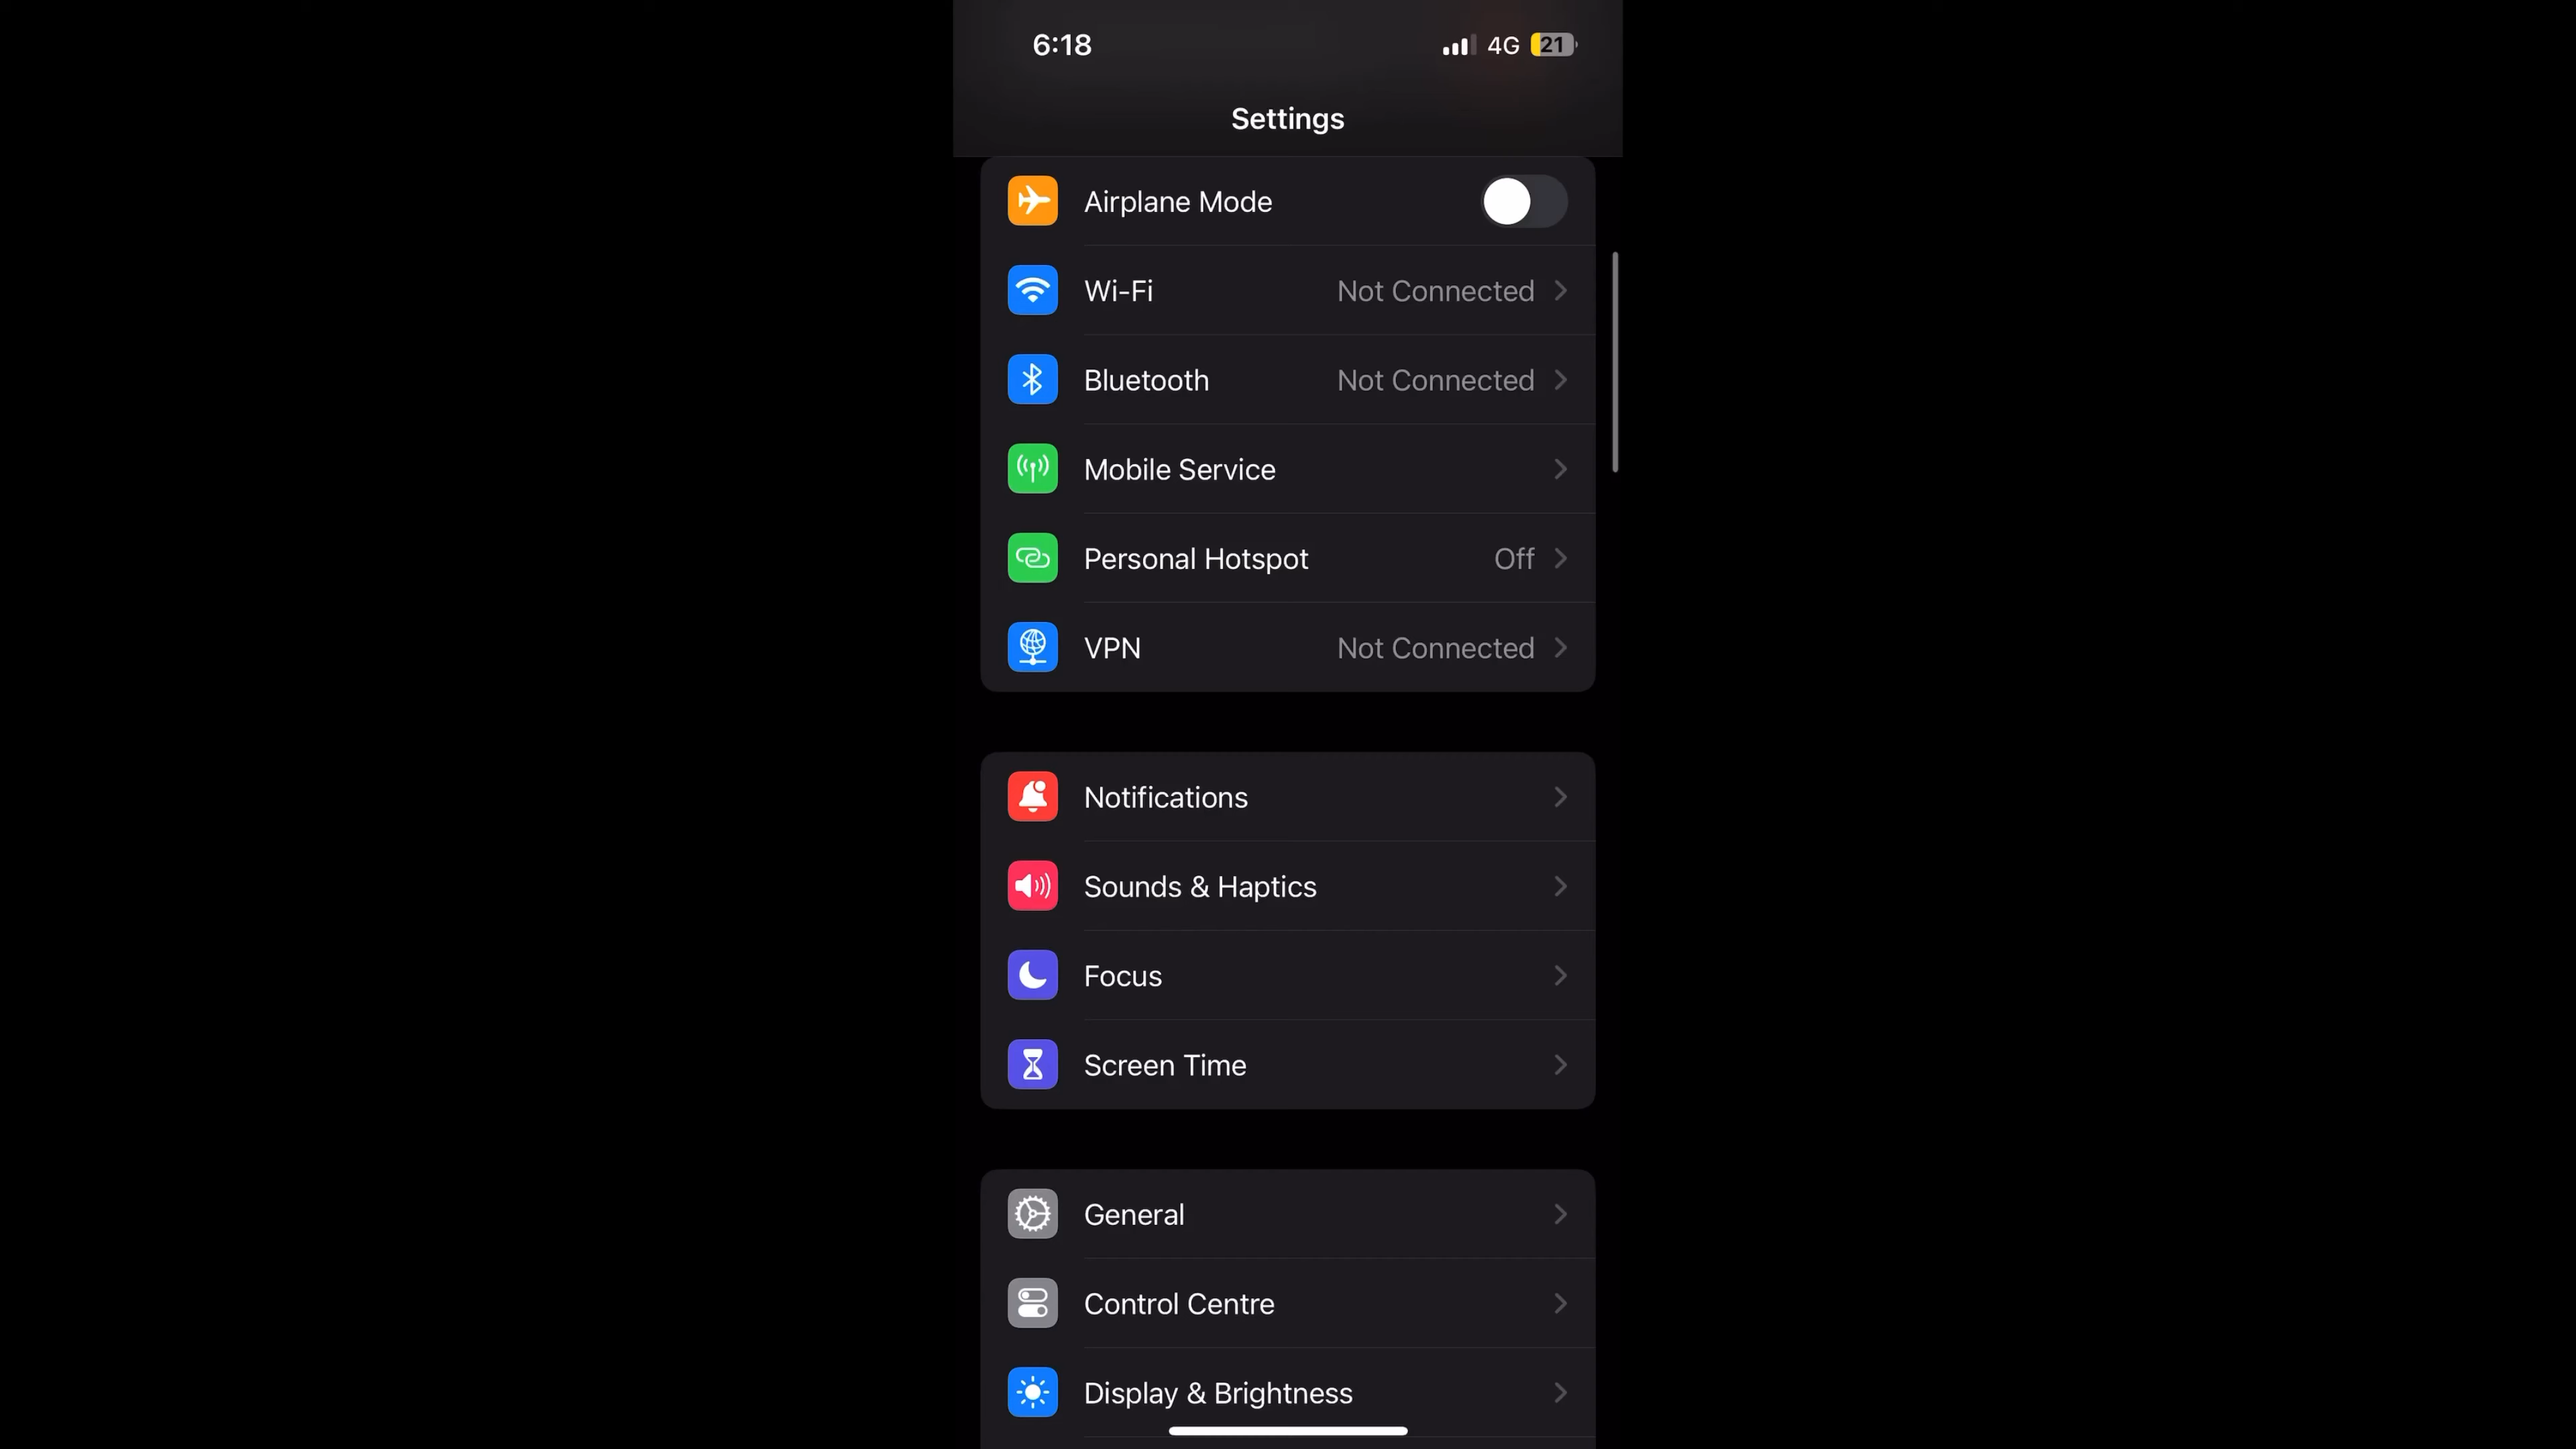 6:18 4G 21
Settings
Airplane Mode
Wi-Fi Not Connected
Bluetooth Not Connected
Mobile Service
Personal Hotspot Off
VPN Not Connected
Notifications
Sounds & Haptics
Focus
Screen Time
General
Control Centre
Display & Brightness